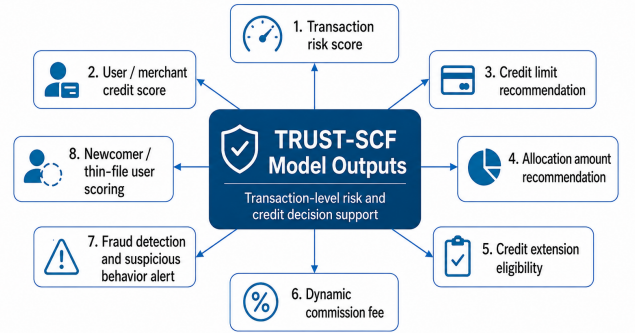 1. Transaction
risk score
2. User / merchant
credit score
3. Credit limit
recommendation
TRUST-SCF
Model Outputs
Transaction-level risk and
credit decision support
8. Newcomer /
thin-file user
scoring
4. Allocation amount
recommendation
7. Fraud detection
and suspicious
behavior alert
5. Credit extension
eligibility
%
6. Dynamic
commission fee